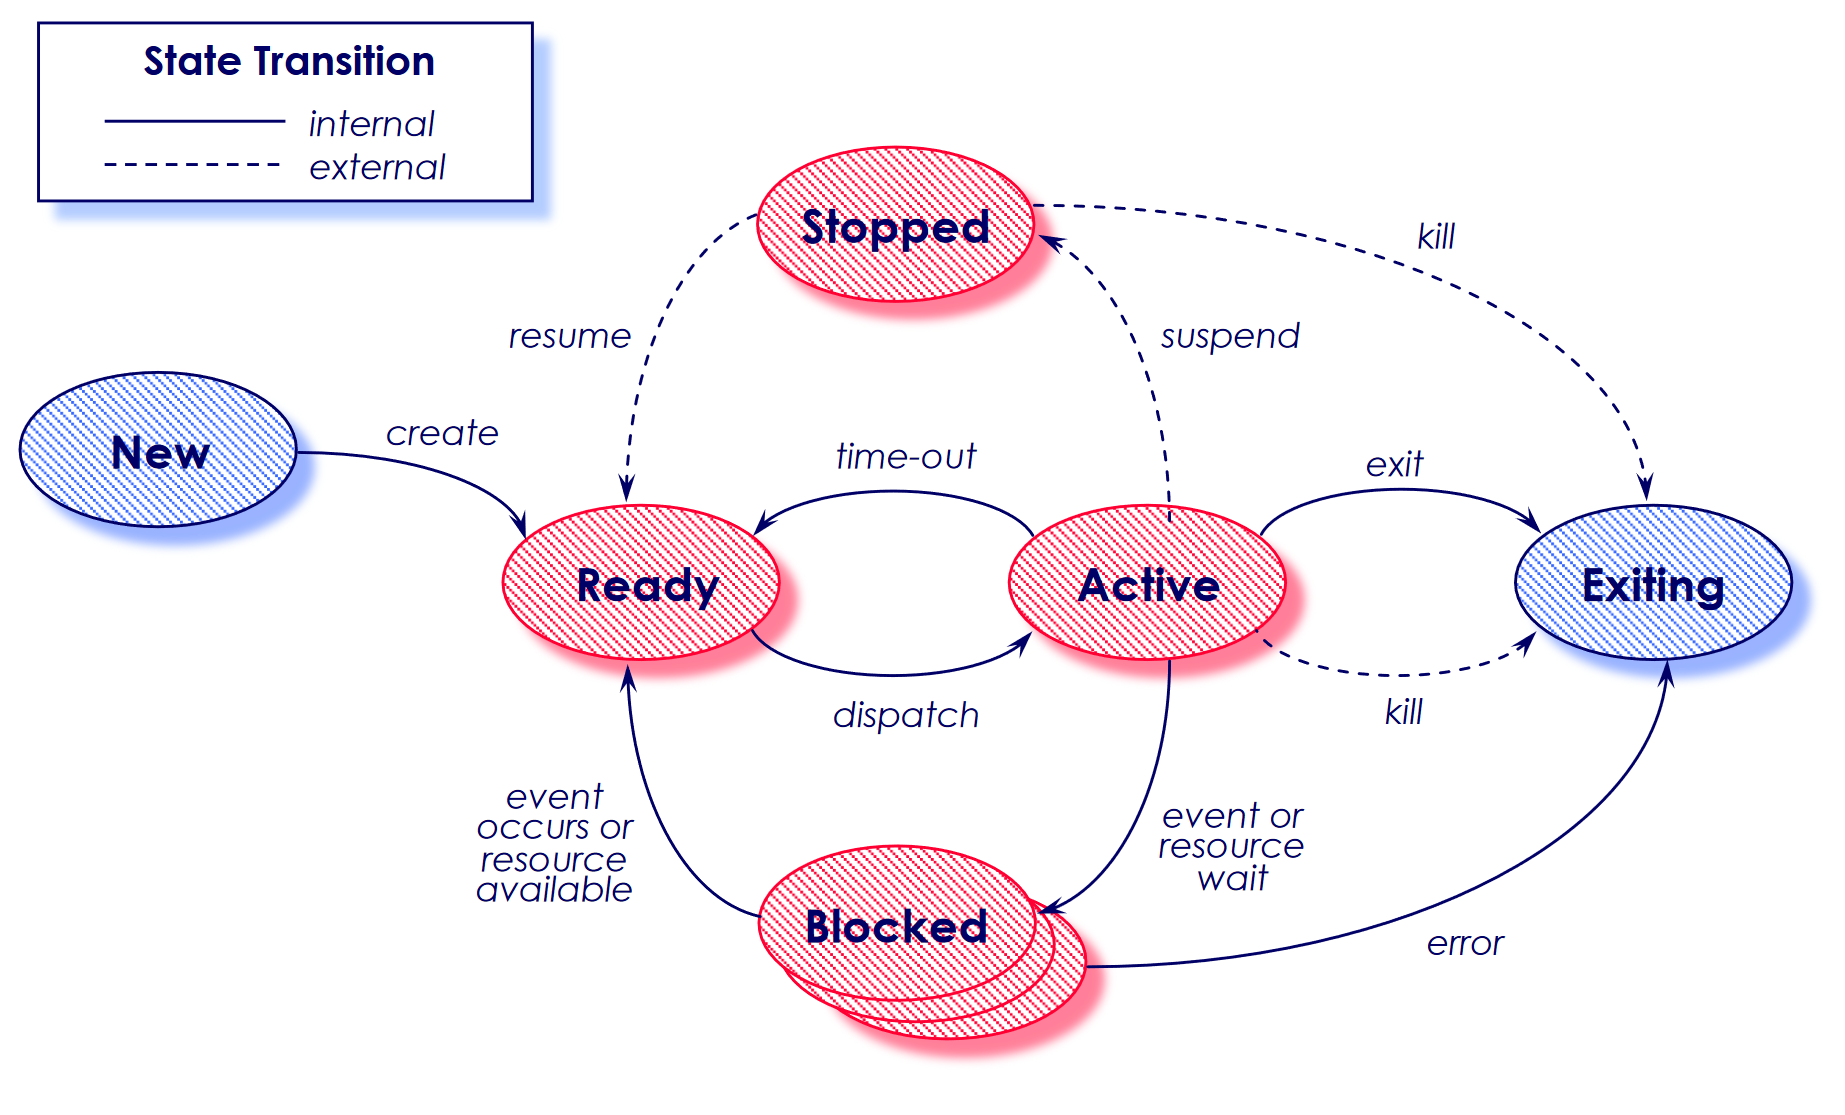 State Transition
internal
external
Stopped
kill
resume
suspend
New
create
time-out
exit
Ready
Active
Exiting
dispatch
kill
event
occurs or
resource
available
event or
resource
wait
Blocked
error